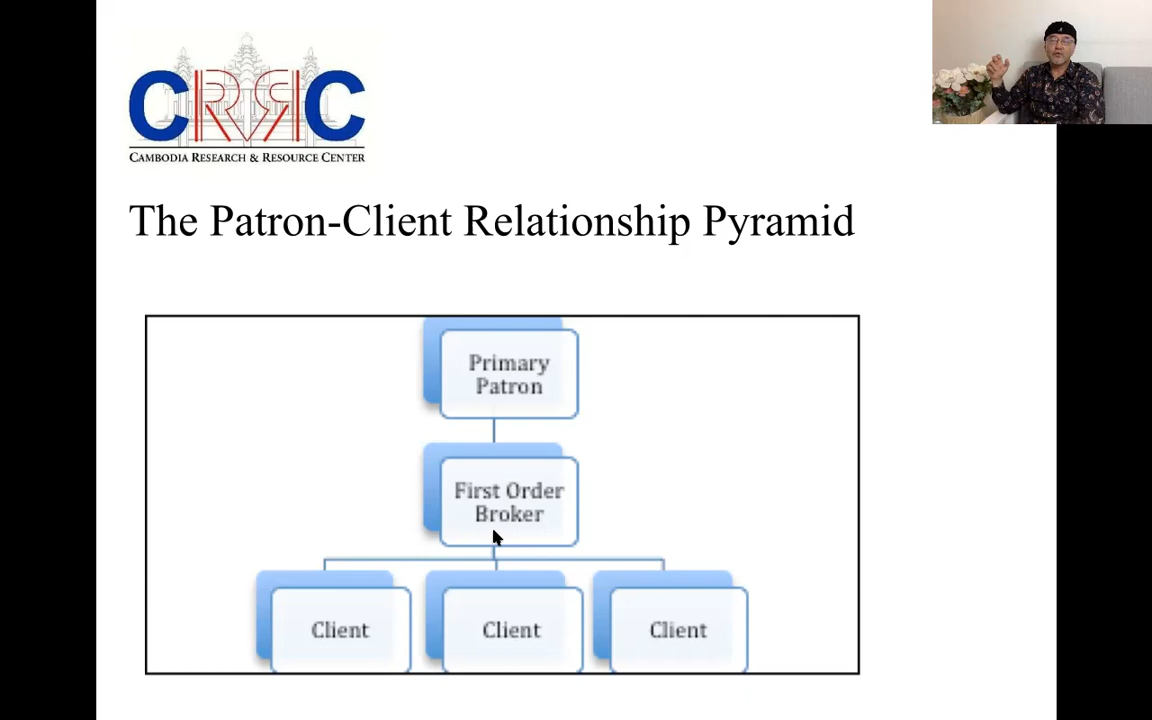 CRRC
CAMBODIA RESEARCH & RESOURCE CENTER
The Patron-Client Relationship Pyramid
Primary
Patron
First Order
Broker
Client Client Client